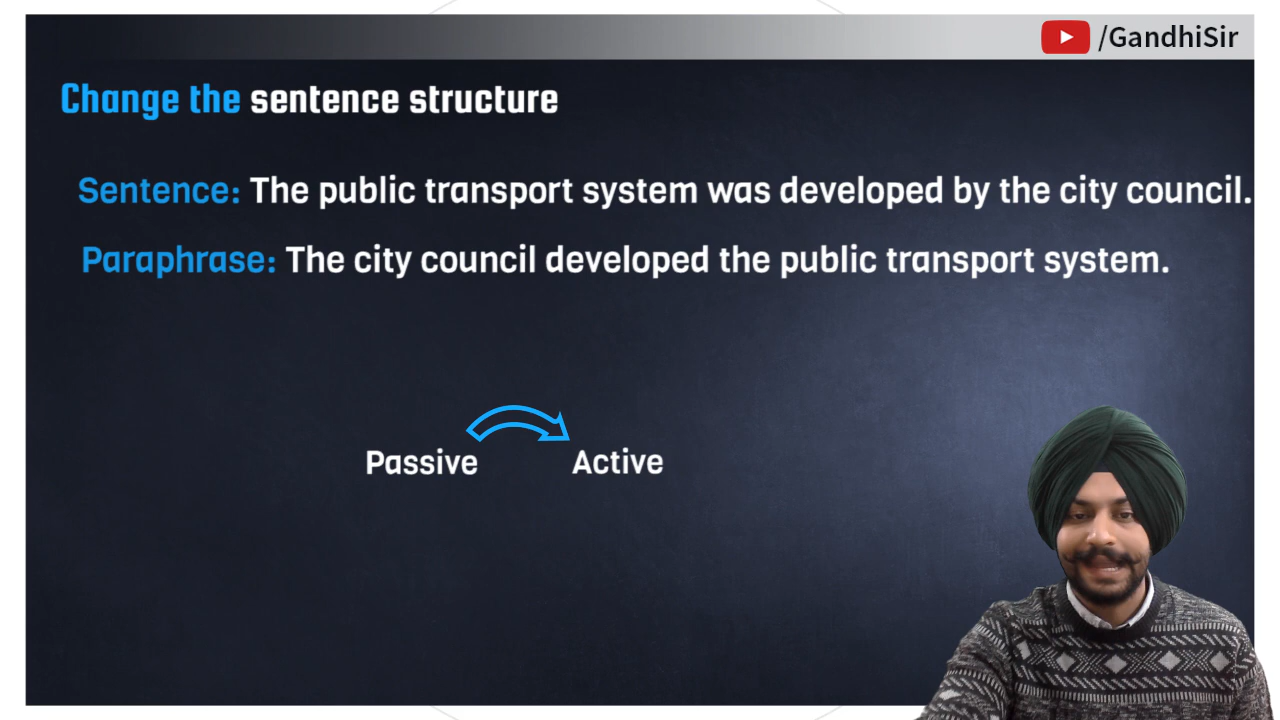 /GandhiSir
Change the sentence structure
Sentence: The public transport system was developed by the city council.
Paraphrase: The city council developed the public transport system.
Passive Active